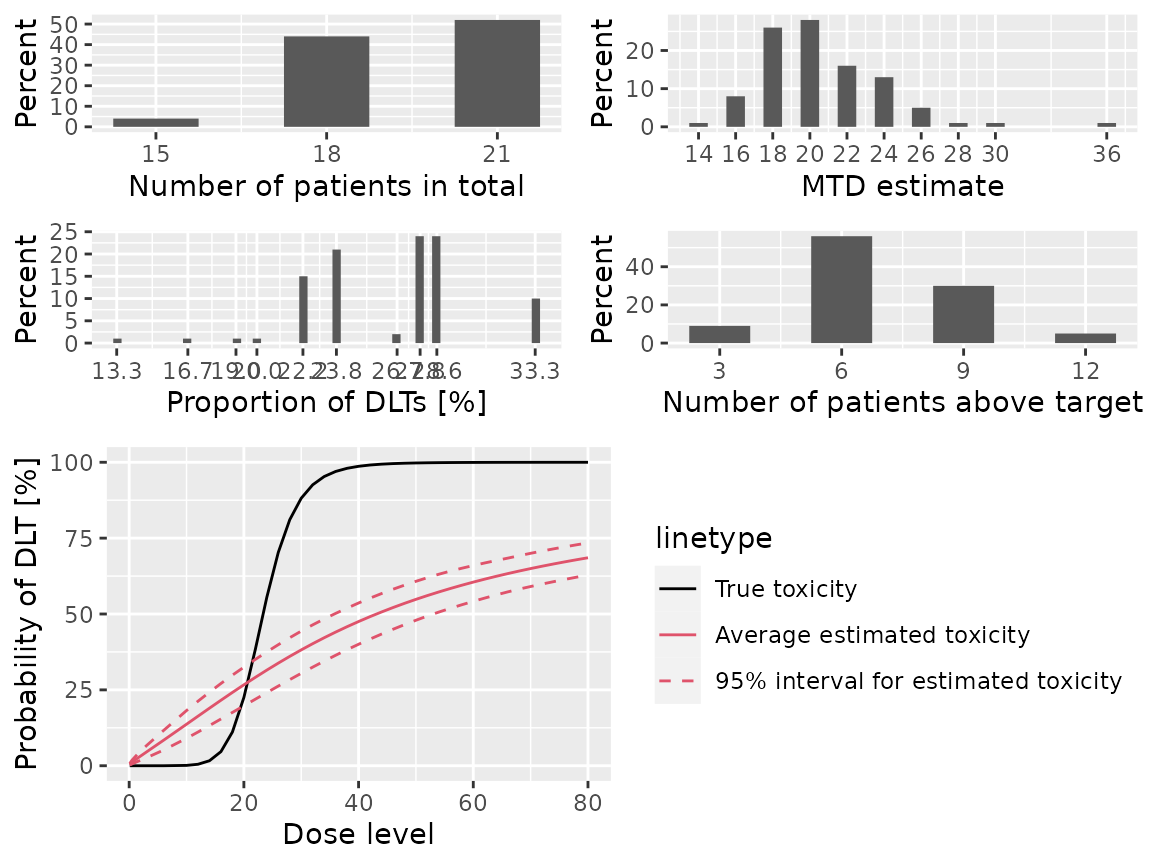 Percent
50
40
30
20
10
0
15 18 21
Number of patients in total
Percent
20
10
0
14 16 18 20 22 24 26 28 30 36
MTD estimate
Percent
25
20
15
10
5
0
13.3 16.7 20.0 23.8 33.3
Proportion of DLTs [%]
Percent
40
20
0
3 6 9 12
Number of patients above target
Probability of DLT [%]
100
75
50
25
0
0 20 40 60 80
Dose level
linetype
True toxicity
Average estimated toxicity
95% interval for estimated toxicity